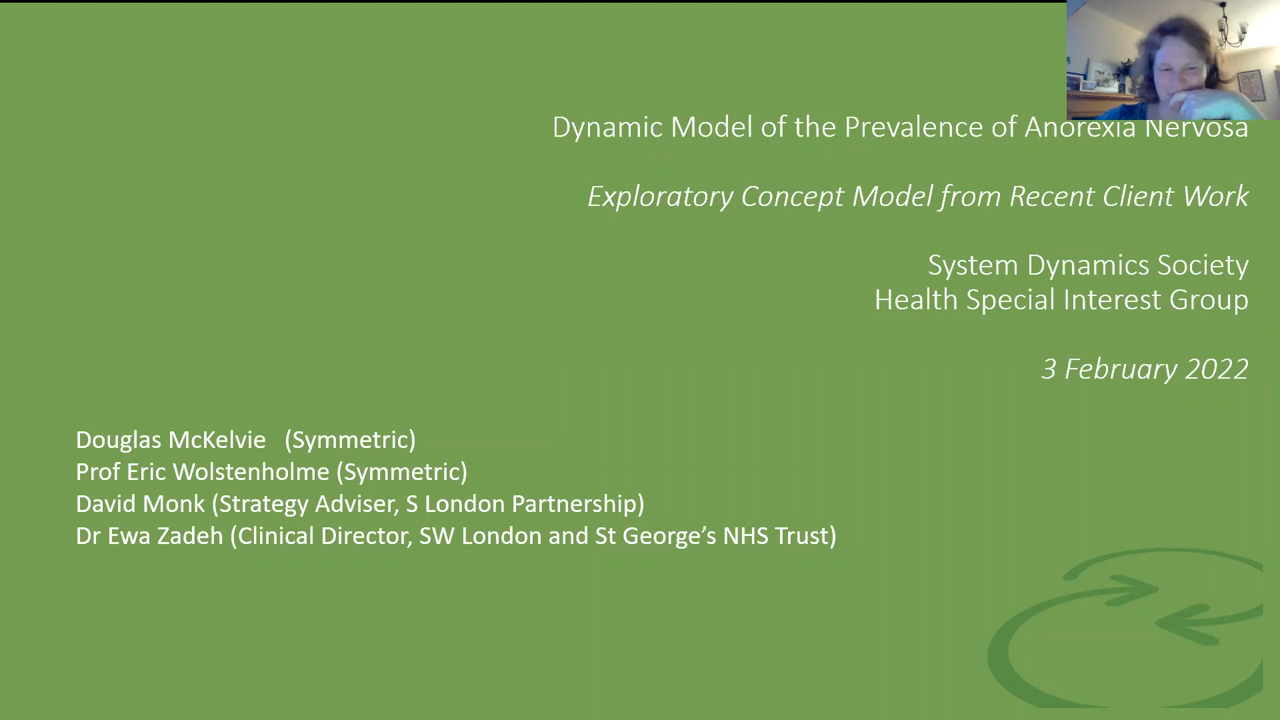 Dynamic Model of the Prevalence of Anorexia Nervosa
Exploratory Concept Model from Recent Client Work
System Dynamics Society
Health Special Interest Group
3 February 2022
Douglas McKelvie (Symmetric)
Prof Eric Wolstenholme (Symmetric)
David Monk (Strategy Adviser, S London Partnership)
Dr Ewa Zadeh (Clinical Director, SW London and St George’s NHS Trust)